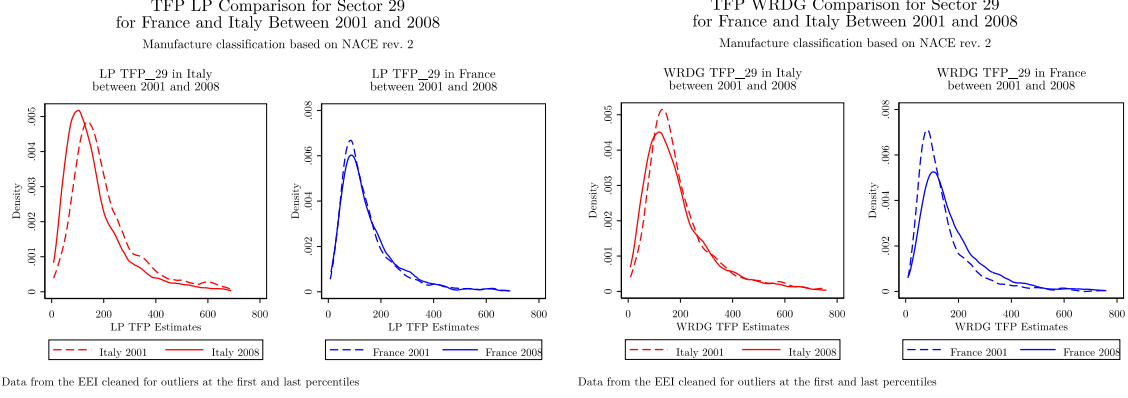 TFP LP Comparison for Sector 29
for France and Italy Between 2001 and 2008
Manufacture classification based on NACE rev. 2
LP TFP_29 in Italy
between 2001 and 2008
Density
0
.001
.002
.003
.004
.005
0 200 400 600 800
LP TFP Estimates
Italy 2001 Italy 2008
LP TFP_29 in France
between 2001 and 2008
Density
0
.002
.004
.006
.008
0 200 400 600 800
LP TFP Estimates
France 2001 France 2008
Data from the EEI cleaned for outliers at the first and last percentiles
TFP WRDG Comparison for Sector 29
for France and Italy Between 2001 and 2008
Manufacture classification based on NACE rev. 2
WRDG TFP_29 in Italy
between 2001 and 2008
Density
0
.001
.002
.003
.004
.005
0 200 400 600 800
WRDG TFP Estimates
Italy 2001 Italy 2008
WRDG TFP_29 in France
between 2001 and 2008
Density
0
.002
.004
.006
.008
0 200 400 600 800
WRDG TFP Estimates
France 2001 France 2008
Data from the EEI cleaned for outliers at the first and last percentiles